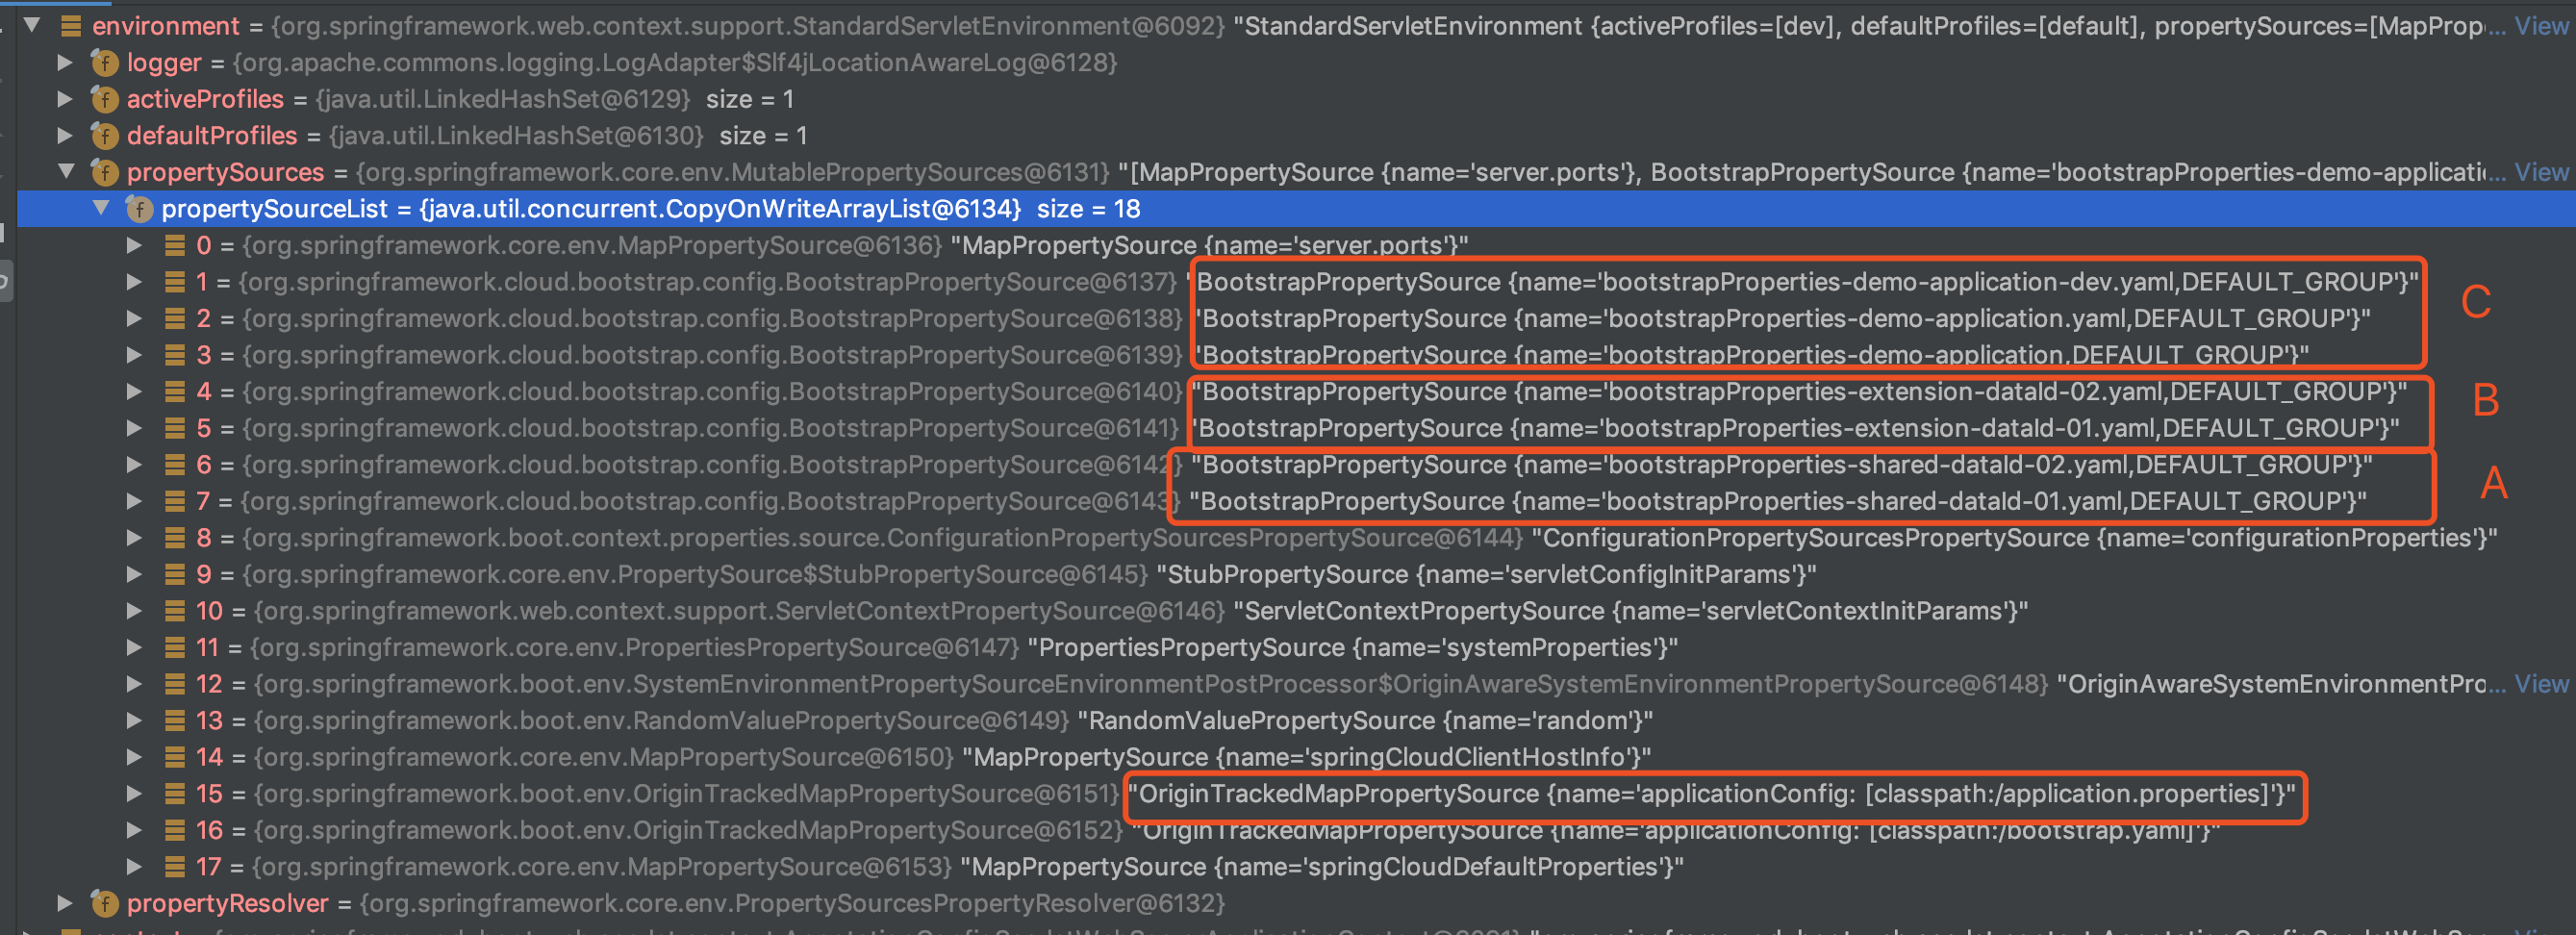 environment = {org.springframework.web.context.support.StandardServletEnvironment@6092} "StandardServletEnvironment {activeProfiles=[dev], defaultProfiles=[default], propertySources=[MapProp... View
logger = {org.apache.commons.logging.LogAdapter$Slf4jLocationAwareLog@6128}
activeProfiles = {java.util.LinkedHashSet@6129} size = 1
defaultProfiles = {java.util.LinkedHashSet@6130} size = 1
propertySources = {org.springframework.core.env.MutablePropertySources@6131} "[MapPropertySource {name='server.ports'}, BootstrapPropertySource {name='bootstrapProperties-demo-applicati... View
propertySourceList = {java.util.concurrent.CopyOnWriteArrayList@6134} size = 18
0 = {org.springframework.core.env.MapPropertySource@6136} "MapPropertySource {name='server.ports'}"
1 = {org.springframework.cloud.bootstrap.config.BootstrapPropertySource@6137} "BootstrapPropertySource {name='bootstrapProperties-demo-application-dev.yaml,DEFAULT_GROUP'}"
C
2 = {org.springframework.cloud.bootstrap.config.BootstrapPropertySource@6138} "BootstrapPropertySource {name='bootstrapProperties-demo-application.yaml,DEFAULT_GROUP'}"
3 = {org.springframework.cloud.bootstrap.config.BootstrapPropertySource@6139} "BootstrapPropertySource {name='bootstrapProperties-demo-application,DEFAULT_GROUP'}"
4 = {org.springframework.cloud.bootstrap.config.BootstrapPropertySource@6140} "BootstrapPropertySource {name='bootstrapProperties-extension-dataId-02.yaml,DEFAULT_GROUP'}"
B
5 = {org.springframework.cloud.bootstrap.config.BootstrapPropertySource@6141} "BootstrapPropertySource {name='bootstrapProperties-extension-dataId-01.yaml,DEFAULT_GROUP'}"
6 = {org.springframework.cloud.bootstrap.config.BootstrapPropertySource@6142} "BootstrapPropertySource {name='bootstrapProperties-shared-dataId-02.yaml,DEFAULT_GROUP'}"
A
7 = {org.springframework.cloud.bootstrap.config.BootstrapPropertySource@6143} "BootstrapPropertySource {name='bootstrapProperties-shared-dataId-01.yaml,DEFAULT_GROUP'}"
8 = {org.springframework.boot.context.properties.source.ConfigurationPropertySourcesPropertySource@6144} "ConfigurationPropertySourcesPropertySource {name='configurationProperties'}"
9 = {org.springframework.core.env.PropertySource$StubPropertySource@6145} "StubPropertySource {name='servletConfigInitParams'}"
10 = {org.springframework.web.context.support.ServletContextPropertySource@6146} "ServletContextPropertySource {name='servletContextInitParams'}"
11 = {org.springframework.core.env.PropertiesPropertySource@6147} "PropertiesPropertySource {name='systemProperties'}"
12 = {org.springframework.boot.env.SystemEnvironmentPropertySourceEnvironmentPostProcessor$OriginAwareSystemEnvironmentPropertySource@6148} "OriginAwareSystemEnvironmentPro... View
13 = {org.springframework.boot.env.RandomValuePropertySource@6149} "RandomValuePropertySource {name='random'}"
14 = {org.springframework.core.env.MapPropertySource@6150} "MapPropertySource {name='springCloudClientHostInfo'}"
15 = {org.springframework.boot.env.OriginTrackedMapPropertySource@6151} "OriginTrackedMapPropertySource {name='applicationConfig: [classpath:/application.properties]'}"
16 = {org.springframework.boot.env.OriginTrackedMapPropertySource@6152} "OriginTrackedMapPropertySource {name='applicationConfig: [classpath:/bootstrap.yaml]'}"
17 = {org.springframework.core.env.MapPropertySource@6153} "MapPropertySource {name='springCloudDefaultProperties'}"
propertyResolver = {org.springframework.core.env.PropertySourcesPropertyResolver@6132}